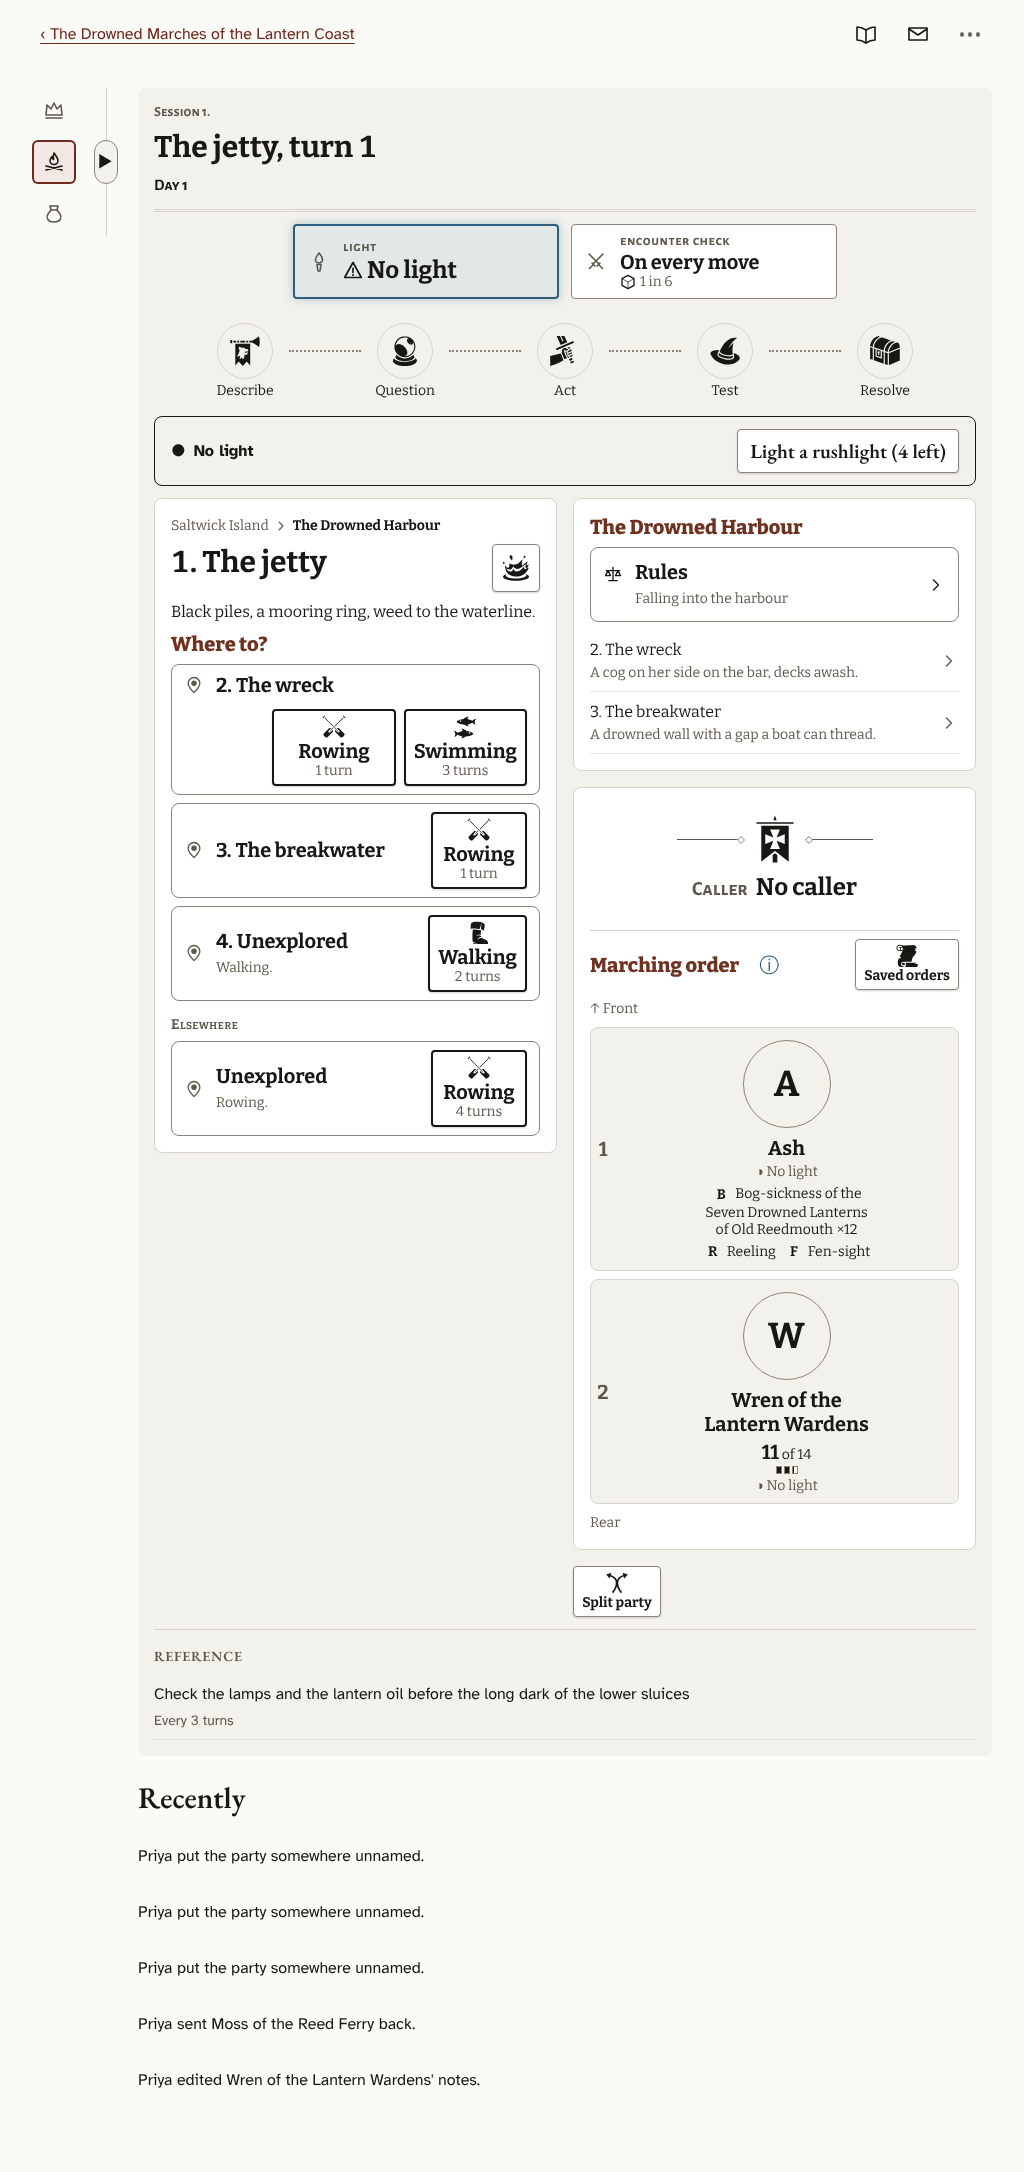 ‹ The Drowned Marches of the Lantern Coast
Session 1.
The jetty, turn 1
Day 1
LIGHT
No light
ENCOUNTER CHECK
On every move
1 in 6
Describe
Question
Act
Test
Resolve
No light
Light a rushlight (4 left)
Saltwick Island › The Drowned Harbour
1. The jetty
Black piles, a mooring ring, weed to the waterline.
Where to?
2. The wreck
Rowing
1 turn
Swimming
3 turns
3. The breakwater
Rowing
1 turn
4. Unexplored
Walking.
Walking
2 turns
Elsewhere
Unexplored
Rowing.
Rowing
4 turns
The Drowned Harbour
Rules
Falling into the harbour
2. The wreck
A cog on her side on the bar, decks awash.
3. The breakwater
A drowned wall with a gap a boat can thread.
Caller No caller
Marching order
Saved orders
↑ Front
A
1
Ash
No light
B Bog-sickness of the
Seven Drowned Lanterns
of Old Reedmouth ×12
R Reeling F Fen-sight
W
2
Wren of the
Lantern Wardens
11 of 14
No light
Rear
Split party
REFERENCE
Check the lamps and the lantern oil before the long dark of the lower sluices
Every 3 turns
Recently
Priya put the party somewhere unnamed.
Priya put the party somewhere unnamed.
Priya put the party somewhere unnamed.
Priya sent Moss of the Reed Ferry back.
Priya edited Wren of the Lantern Wardens' notes.